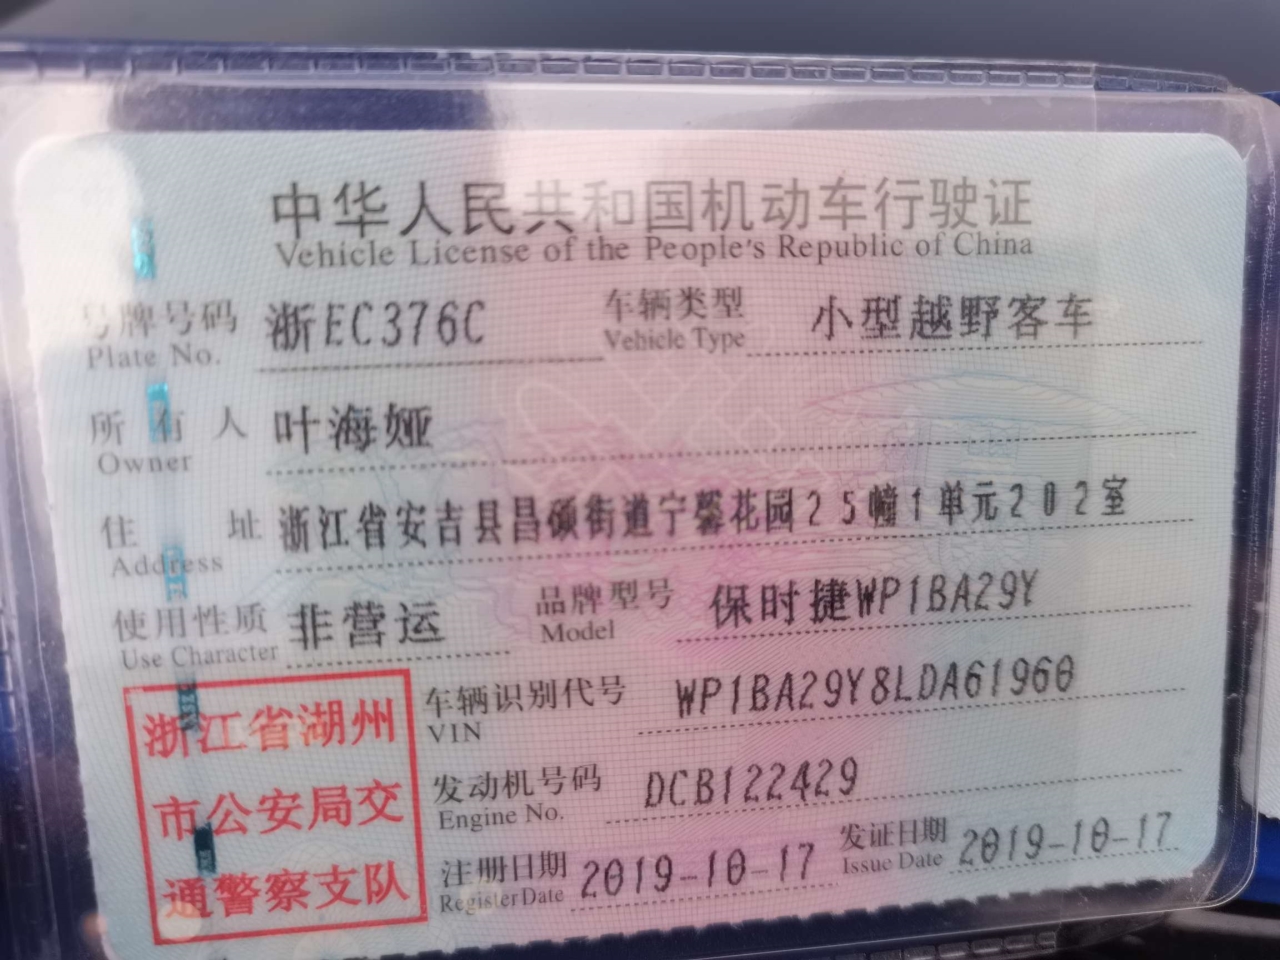 中华人民共和国机动车行驶证
Vehicle License of the People's Republic of China
号牌号码 浙EC376C 车辆类型 小型越野客车
Plate No. Vehicle Type
所有人 叶海娅
Owner
住址 浙江省安吉县昌硕街道宁馨花园25幢1单元202室
Address
使用性质 非营运 品牌型号 保时捷WP1BA29Y
Use Character Model
车辆识别代号 WP1BA29Y8LDA61960
VIN
发动机号码 DCB122429
Engine No.
注册日期 2019-10-17 发证日期 2019-10-17
Register Date Issue Date
浙江省湖州
市公安局交
通警察支队